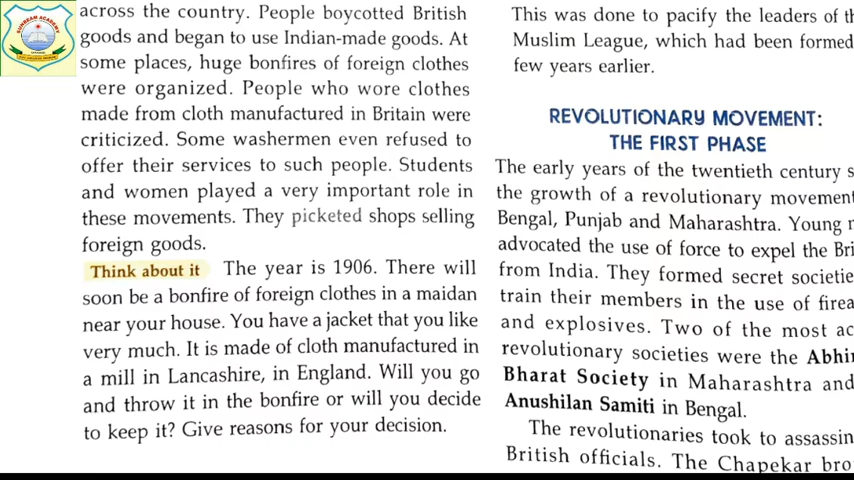 SUNBEAM ACADEMY
across the country. People boycotted British
goods and began to use Indian-made goods. At
some places, huge bonfires of foreign clothes
were organized. People who wore clothes
made from cloth manufactured in Britain were
criticized. Some washermen even refused to
offer their services to such people. Students
and women played a very important role in
these movements. They picketed shops selling
foreign goods.
Think about it The year is 1906. There will
soon be a bonfire of foreign clothes in a maidan
near your house. You have a jacket that you like
very much. It is made of cloth manufactured in
a mill in Lancashire, in England. Will you go
and throw it in the bonfire or will you decide
to keep it? Give reasons for your decision.
This was done to pacify the leaders of th
Muslim League, which had been formed
few years earlier.
REVOLUTIONARY MOVEMENT:
THE FIRST PHASE
The early years of the twentieth century s
the growth of a revolutionary movement
Bengal, Punjab and Maharashtra. Young m
advocated the use of force to expel the Bri
from India. They formed secret societie
train their members in the use of firea
and explosives. Two of the most ac
revolutionary societies were the Abhin
Bharat Society in Maharashtra and
Anushilan Samiti in Bengal.
The revolutionaries took to assassin
British officials. The Chapekar bro